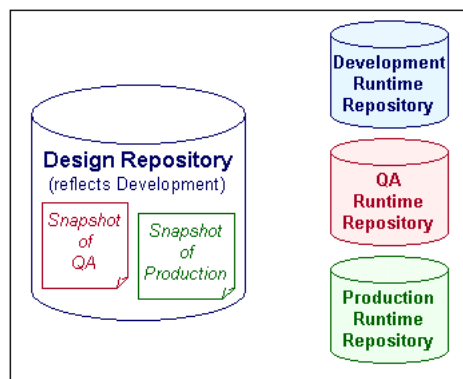 Design Repository
(reflects Development)
Snapshot
of
QA
Snapshot
of
Production
Development
Runtime
Repository
QA
Runtime
Repository
Production
Runtime
Repository